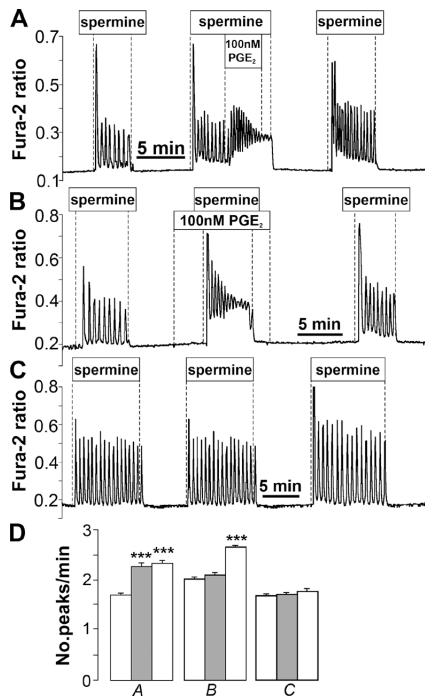 A
spermine
spermine
spermine
100nM
PGE2
Fura-2 ratio
0.7
0.5
0.3
0.1
5 min
B
spermine
spermine
spermine
100nM PGE2
Fura-2 ratio
0.8
0.6
0.4
0.2
5 min
C
spermine
spermine
spermine
Fura-2 ratio
0.8
0.6
0.4
0.2
5 min
D
No.peaks/min
3
2
1
0
*** ***
***
A B C